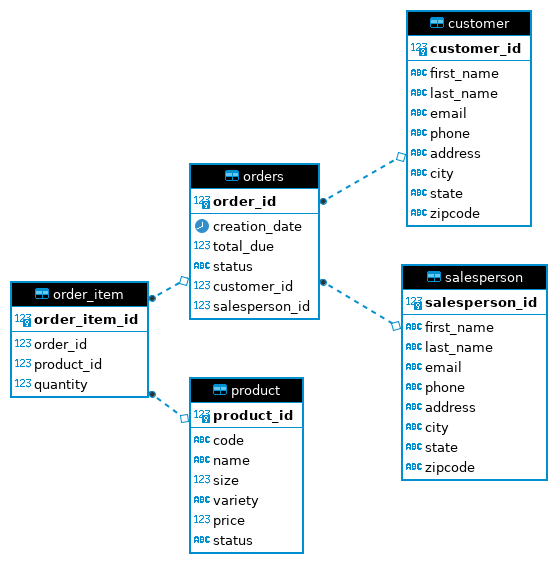 customer
123 customer_id
ABC first_name
ABC last_name
ABC email
ABC phone
ABC address
ABC city
ABC state
ABC zipcode
orders
123 order_id
creation_date
123 total_due
ABC status
123 customer_id
123 salesperson_id
salesperson
123 salesperson_id
ABC first_name
ABC last_name
ABC email
ABC phone
ABC address
ABC city
ABC state
ABC zipcode
order_item
123 order_item_id
123 order_id
123 product_id
123 quantity
product
123 product_id
ABC code
ABC name
123 size
ABC variety
123 price
ABC status